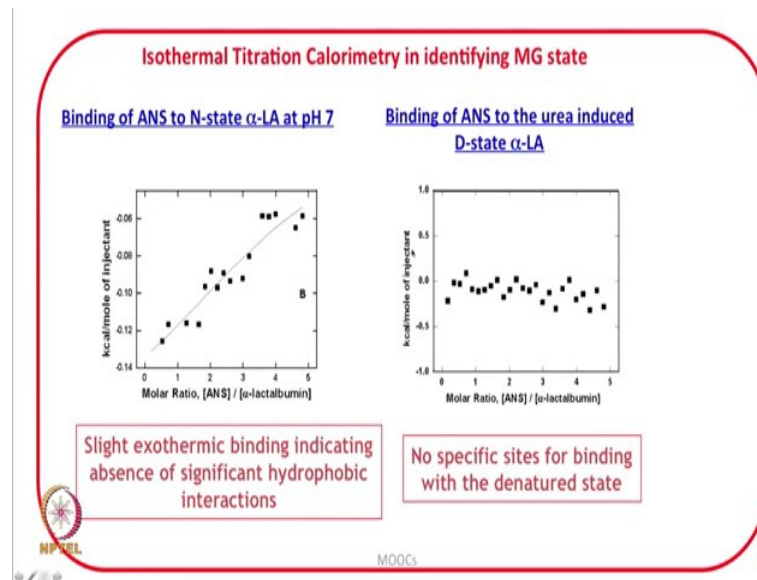 Isothermal Titration Calorimetry in identifying MG state
Binding of ANS to N-state α-LA at pH 7
-0.06
-0.08
-0.10
-0.12
-0.14
kcal/mole of injectant
B
0 1 2 3 4 5
Molar Ratio, [ANS] / [α-lactalbumin]
Slight exothermic binding indicating
absence of significant hydrophobic
interactions
Binding of ANS to the urea induced
D-state α-LA
1.0
0.5
0.0
-0.5
-1.0
kcal/mole of injectant
0 1 2 3 4 5
Molar Ratio, [ANS] / [α-lactalbumin]
No specific sites for binding
with the denatured state
NPTEL
MOOCs